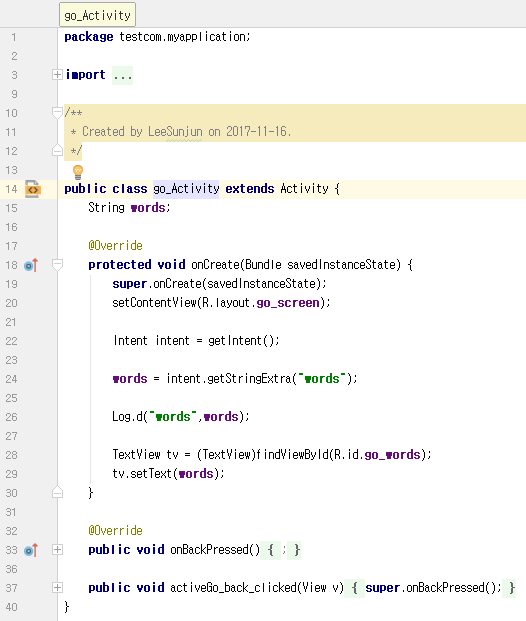 go_Activity
1 package testcom.myapplication;
2
3 import ...
9
10 /**
11 * Created by LeeSunjun on 2017-11-16.
12 */
13
14 public class go_Activity extends Activity {
15 String words;
16
17 @Override
18 protected void onCreate(Bundle savedInstanceState) {
19 super.onCreate(savedInstanceState);
20 setContentView(R.layout.go_screen);
21
22 Intent intent = getIntent();
23
24 words = intent.getStringExtra("words");
25
26 Log.d("words",words);
27
28 TextView tv = (TextView)findViewById(R.id.go_words);
29 tv.setText(words);
30 }
31
32 @Override
33 public void onBackPressed() { ; }
36
37 public void activeGo_back_clicked(View v) { super.onBackPressed(); }
40 }